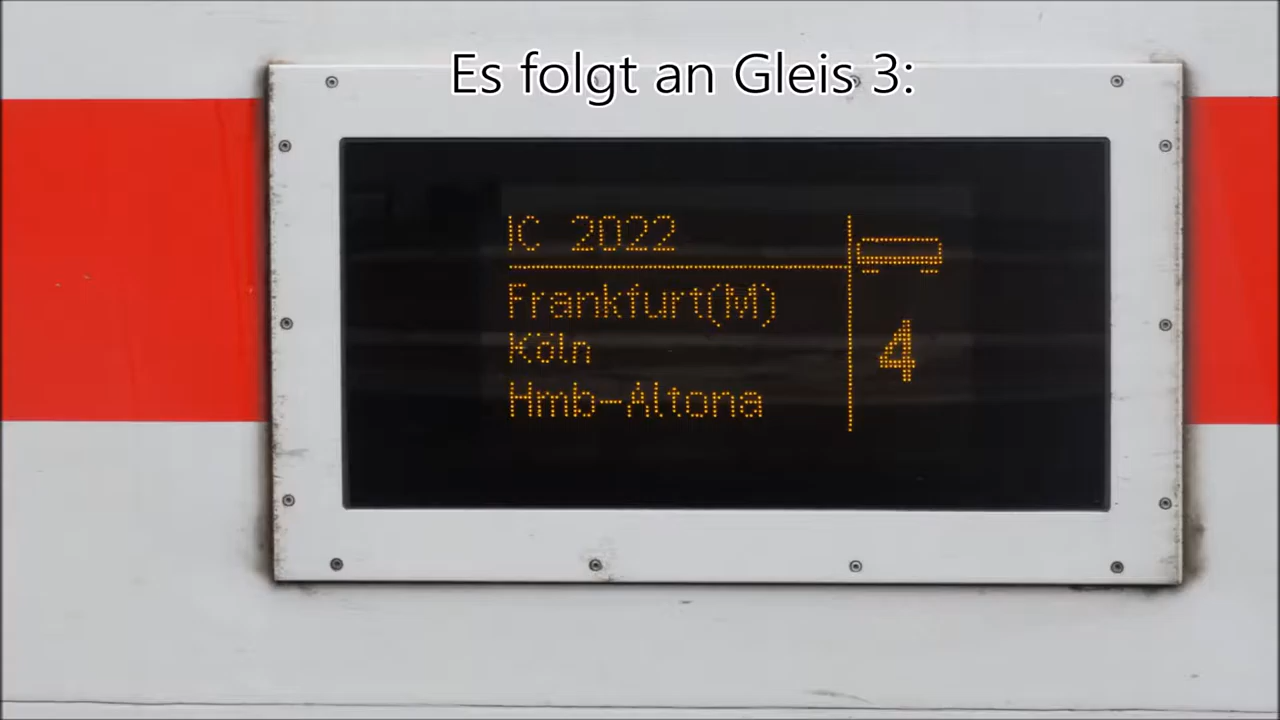 Es folgt an Gleis 3:
IC 2022
Frankfurt(M)
Köln
Hmb-Altona
4